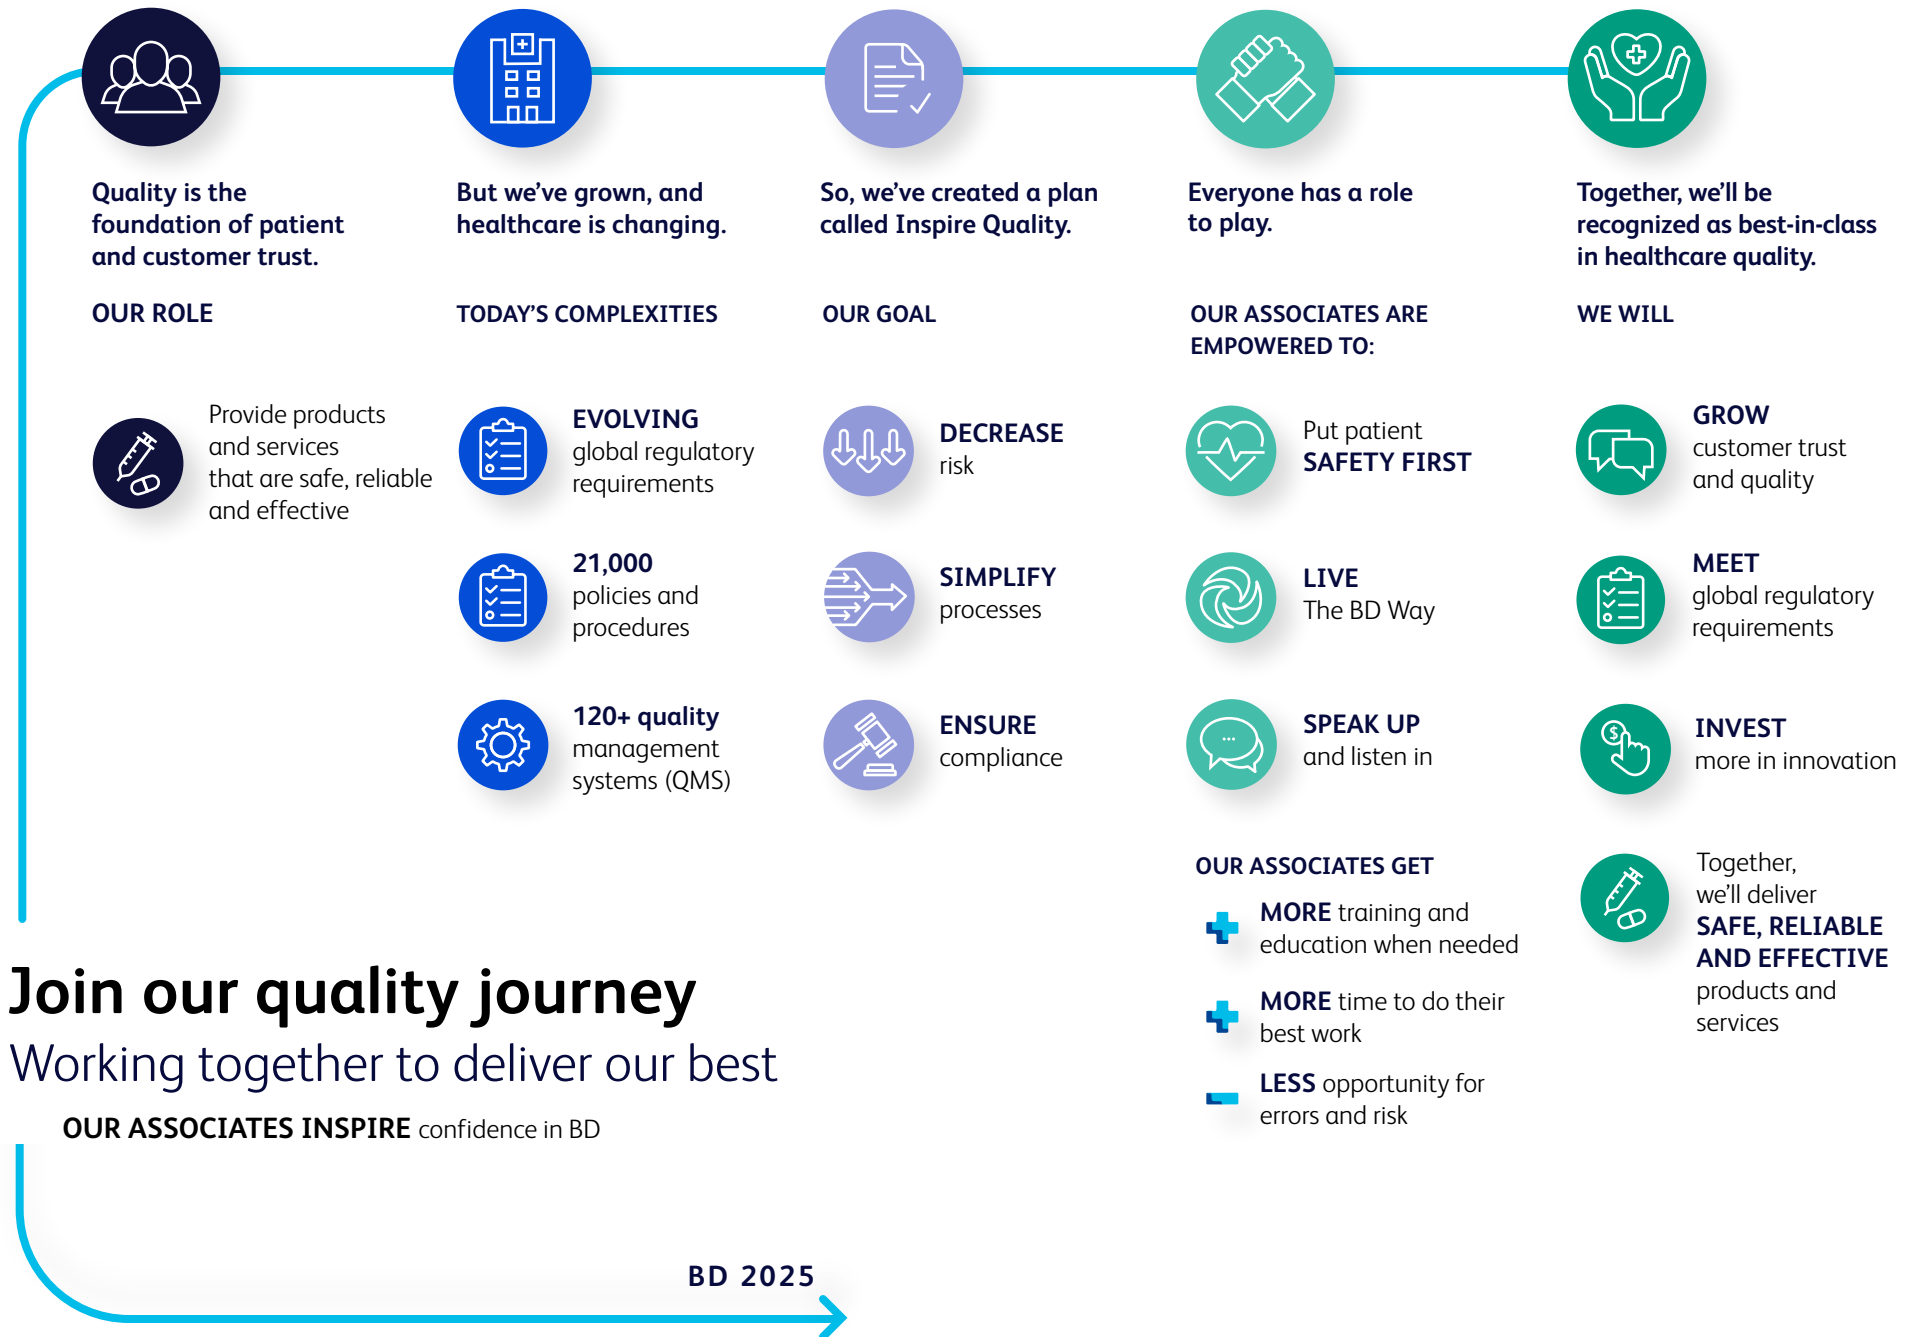 Quality is the
foundation of patient
and customer trust.
OUR ROLE
Provide products
and services
that are safe, reliable
and effective
But we’ve grown, and
healthcare is changing.
TODAY’S COMPLEXITIES
EVOLVING
global regulatory
requirements
21,000
policies and
procedures
120+ quality
management
systems (QMS)
So, we’ve created a plan
called Inspire Quality.
OUR GOAL
DECREASE
risk
SIMPLIFY
processes
ENSURE
compliance
Everyone has a role
to play.
OUR ASSOCIATES ARE
EMPOWERED TO:
Put patient
SAFETY FIRST
LIVE
The BD Way
SPEAK UP
and listen in
OUR ASSOCIATES GET
MORE training and
education when needed
MORE time to do their
best work
LESS opportunity for
errors and risk
Together, we’ll be
recognized as best-in-class
in healthcare quality.
WE WILL
GROW
customer trust
and quality
MEET
global regulatory
requirements
$
INVEST
more in innovation
Together,
we’ll deliver
SAFE, RELIABLE
AND EFFECTIVE
products and
services
Join our quality journey
Working together to deliver our best
OUR ASSOCIATES INSPIRE confidence in BD
BD 2025